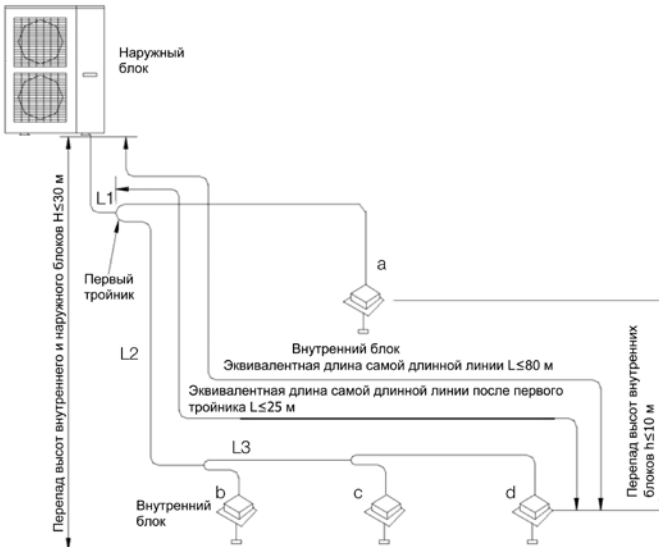 Наружный
блок
L1
Первый
тройник
a
Перепад высот внутреннего и наружного блоков H≤30 м
L2
Внутренний блок
Эквивалентная длина самой длинной линии L≤80 м
Эквивалентная длина самой длинной линии после первого
тройника L≤25 м
Перепад высот внутренних
блоков h≤10 м
L3
Внутренний
блок
b
c
d